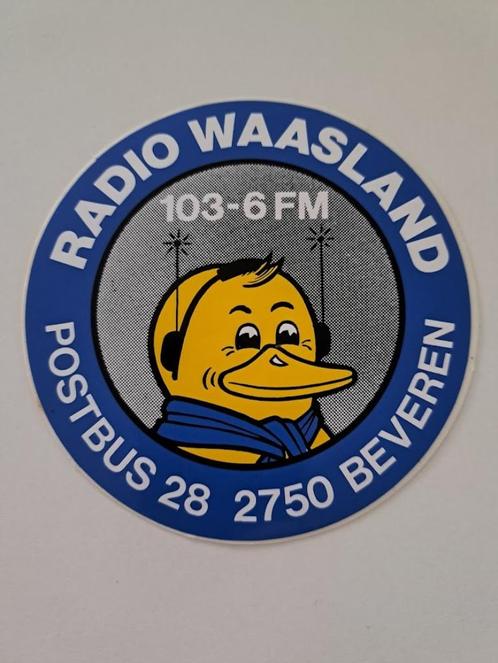 RADIO WAASLAND
103-6 FM
POSTBUS 28 2750 BEVEREN